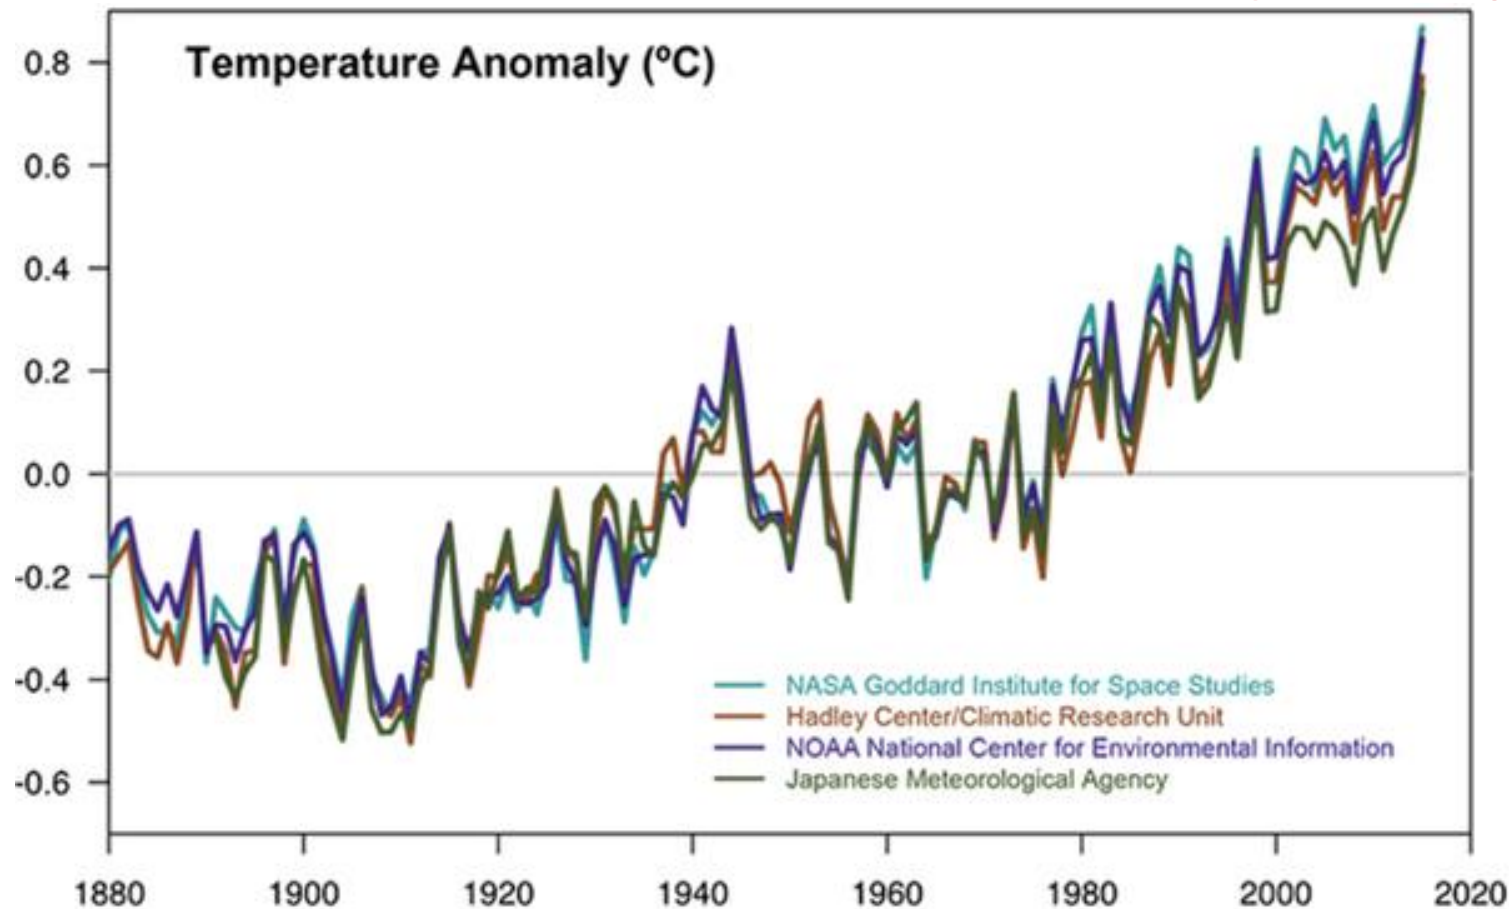 Temperature Anomaly (ºC)
0.8
0.6
0.4
0.2
0.0
-0.2
-0.4
-0.6
NASA Goddard Institute for Space Studies
Hadley Center/Climatic Research Unit
NOAA National Center for Environmental Information
Japanese Meteorological Agency
1880 1900 1920 1940 1960 1980 2000 2020